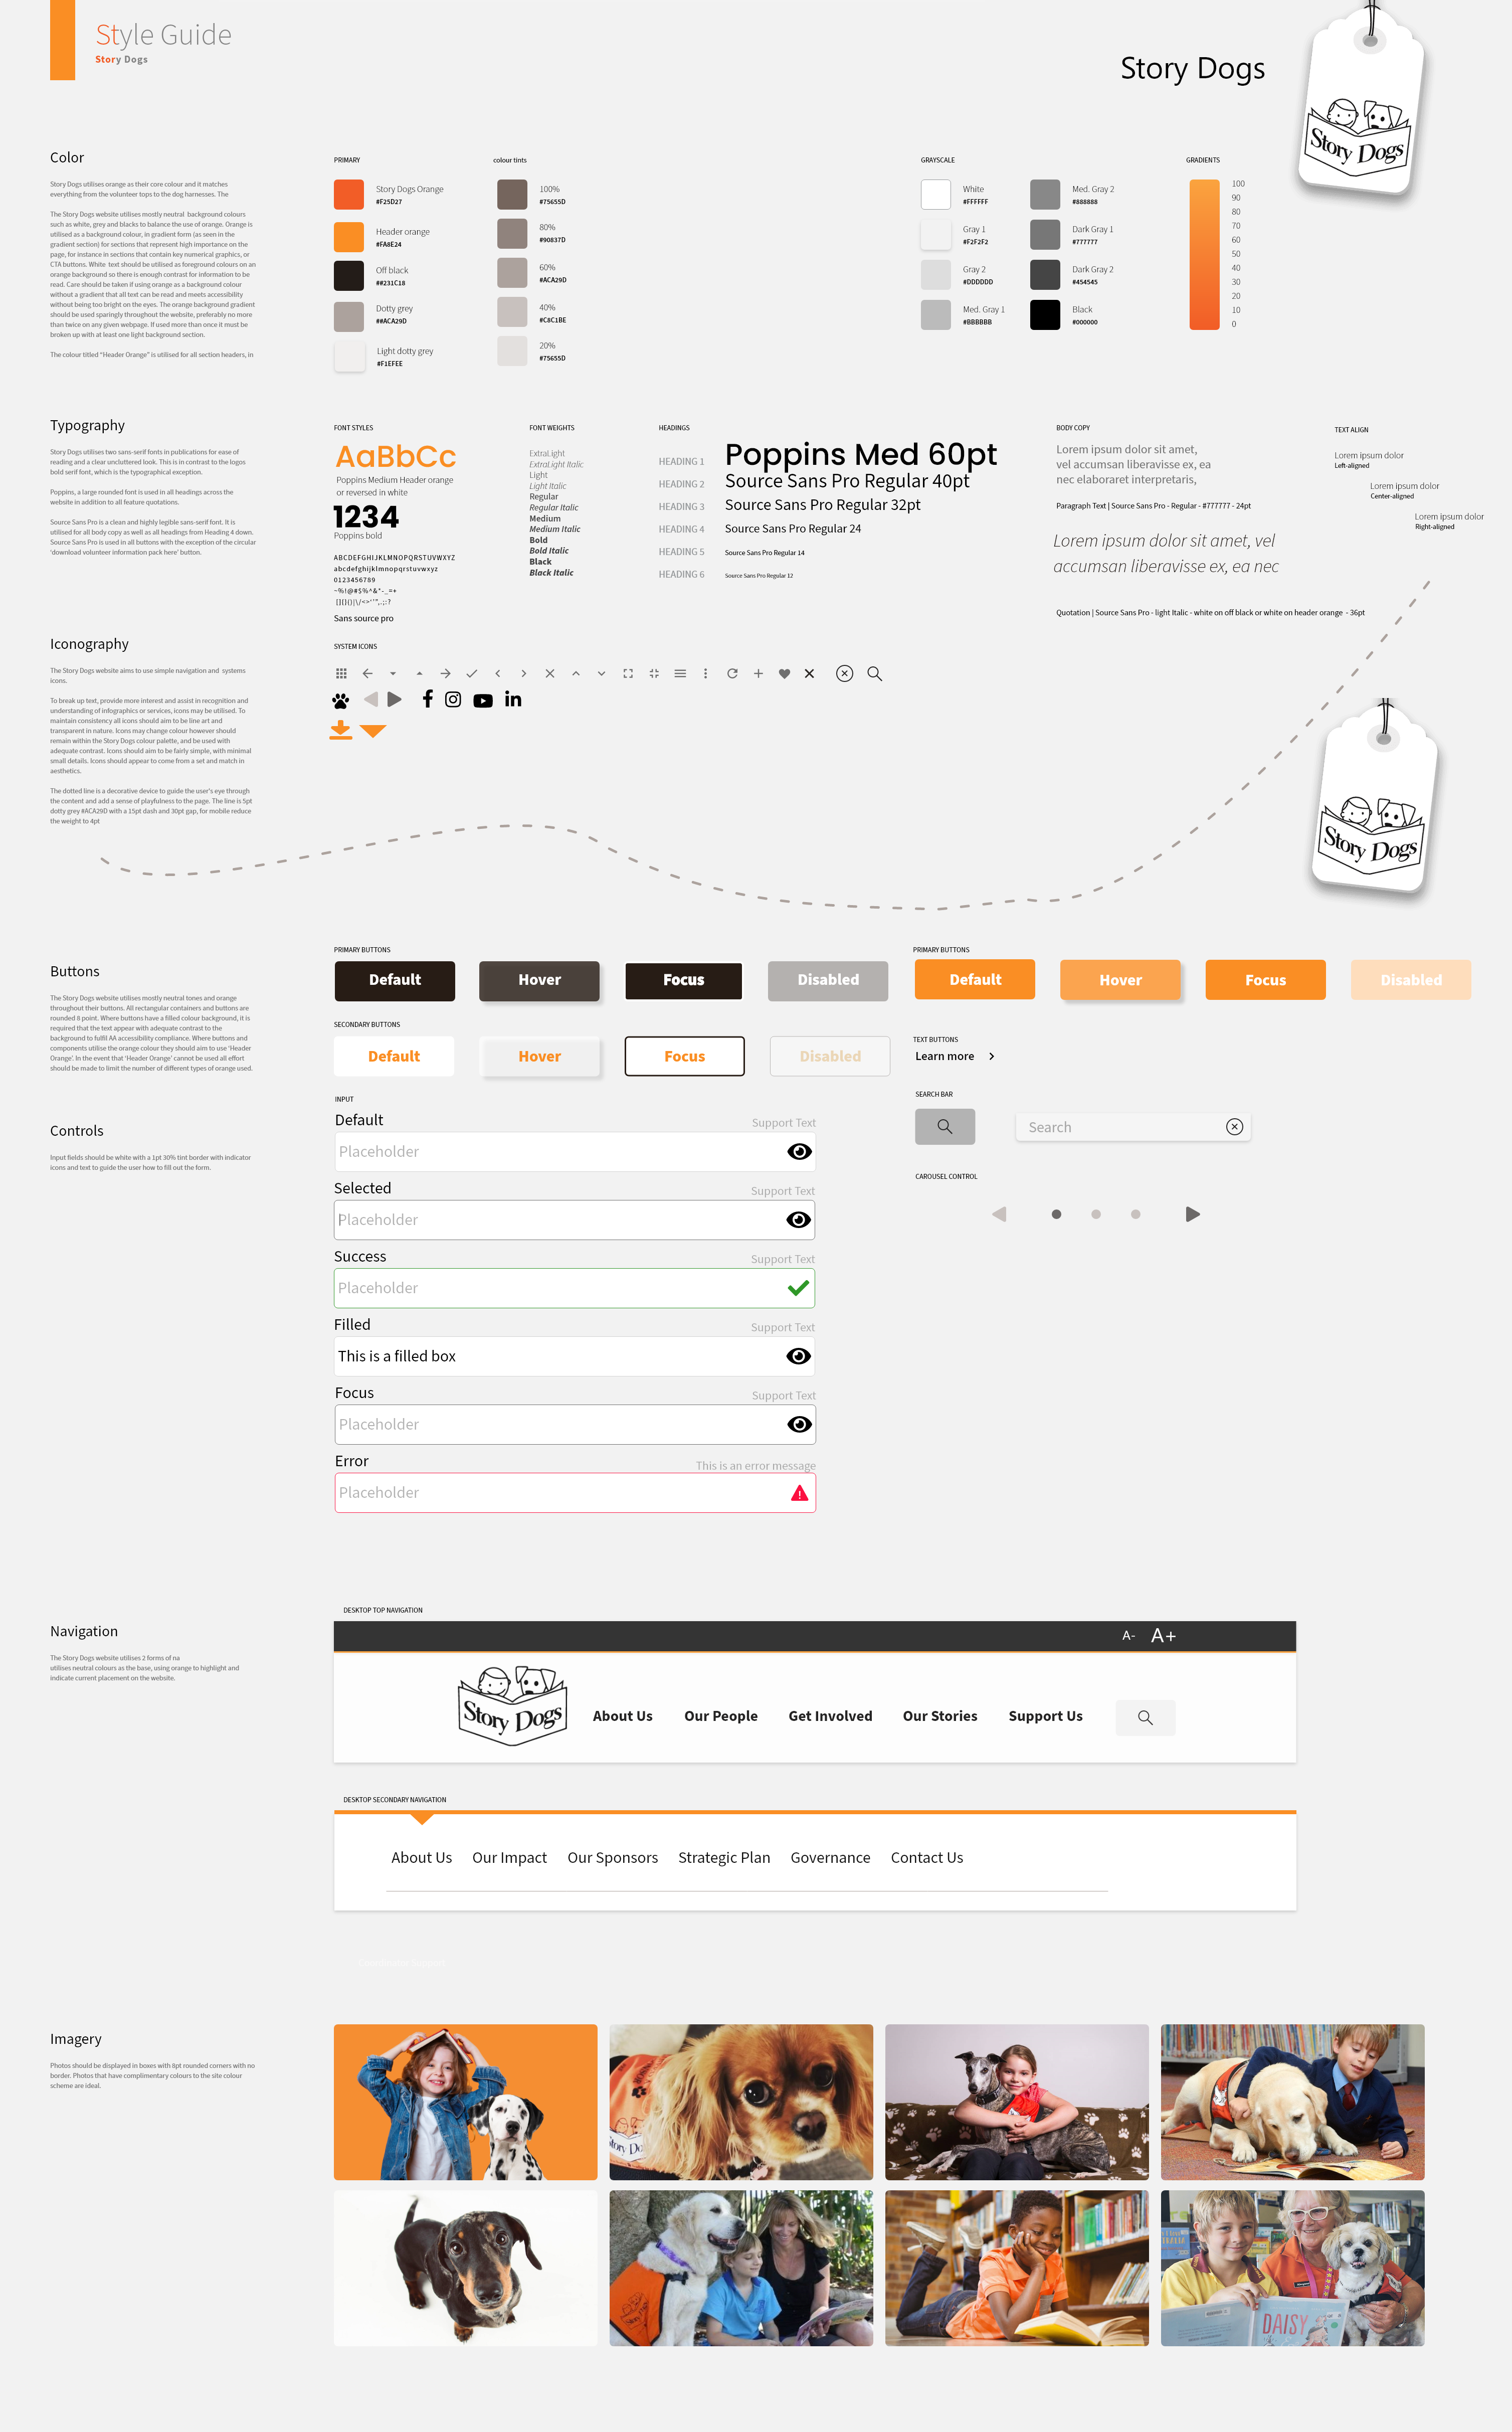 Style Guide
Story Dogs
Story Dogs
Story Dogs
Color
Story Dogs utilises orange as their core colour and it matches
everything from the volunteer tops to the dog harnesses. The
The Story Dogs website utilises mostly neutral background colours
such as white, grey and blacks to balance the use of orange. Orange is
utilised as a background colour, in gradient form (as seen in the
gradient section) for sections that represent high importance on the
page, for instance in sections that contain key numerical graphics, or
CTA buttons. White text should be utilised as foreground colours on an
orange background so there is enough contrast for information to be
read. Care should be taken if using orange as a background colour
without a gradient that all text can be read and meets accessibility
without being too bright on the eyes. The orange background gradient
should be used sparingly throughout the website, preferably no more
than twice on any given webpage. If used more than once it must be
broken up with at least one light background section.
The colour titled "Header Orange" is utilised for all section headers, in
PRIMARY
Story Dogs Orange
#F25D27
Header orange
#FA8E24
Off black
##231C18
Dotty grey
##ACA29D
Light dotty grey
#F1EFEE
colour tints
100%
#75655D
80%
#90837D
60%
#ACA29D
40%
#C8C1BE
20%
#75655D
GRAYSCALE
White
#FFFFFF
Gray 1
#F2F2F2
Gray 2
#DDDDDD
Med. Gray 1
#BBBBBB
Med. Gray 2
#888888
Dark Gray 1
#777777
Dark Gray 2
#454545
Black
#000000
GRADIENTS
100
90
80
70
60
50
40
30
20
10
0
Typography
Story Dogs utilises two sans-serif fonts in publications for ease of
reading and a clear uncluttered look. This is in contrast to the logos
bold serif font, which is the typographical exception.
Poppins, a large rounded font is used in all headings across the
website in addition to all feature quotations.
Source Sans Pro is a clean and highly legible sans-serif font. It is
utilised for all body copy as well as all headings from Heading 4 down.
Source Sans Pro is used in all buttons with the exception of the circular
'download volunteer information pack here' button.
FONT STYLES
AaBbCc
Poppins Medium Header orange
or reversed in white
1234
Poppins bold
ABCDEFGHIJKLMNOPQRSTUVWXYZ
abcdefghijklmnopqrstuvwxyz
0123456789
~%!@#$%^&*-_=+
[]{}()|\/<>'"",.;:?
Sans source pro
FONT WEIGHTS
ExtraLight
ExtraLight Italic
Light
Light Italic
Regular
Regular Italic
Medium
Medium Italic
Bold
Bold Italic
Black
Black Italic
HEADINGS
HEADING 1 Poppins Med 60pt
HEADING 2 Source Sans Pro Regular 40pt
HEADING 3 Source Sans Pro Regular 32pt
HEADING 4 Source Sans Pro Regular 24
HEADING 5 Source Sans Pro Regular 14
HEADING 6 Source Sans Pro Regular 12
BODY COPY
Lorem ipsum dolor sit amet,
vel accumsan liberavisse ex, ea
nec elaboraret interpretaris,
Paragraph Text | Source Sans Pro - Regular - #777777 - 24pt
Lorem ipsum dolor sit amet, vel
accumsan liberavisse ex, ea nec
Quotation | Source Sans Pro - light Italic - white on off black or white on header orange - 36pt
TEXT ALIGN
Lorem ipsum dolor
Left-aligned
Lorem ipsum dolor
Center-aligned
Lorem ipsum dolor
Right-aligned
Iconography
The Story Dogs website aims to use simple navigation and systems
icons.
To break up text, provide more interest and assist in recognition and
understanding of infographics or services, icons may be utilised. To
maintain consistency all icons should aim to be line art and
transparent in nature. Icons may change colour however should
remain within the Story Dogs colour palette, and be used with
adequate contrast. Icons should aim to be fairly simple, with minimal
small details. Icons should appear to come from a set and match in
aesthetics.
The dotted line is a decorative device to guide the user's eye through
the content and add a sense of playfulness to the page. The line is 5pt
dotty grey #ACA29D with a 15pt dash and 30pt gap, for mobile reduce
the weight to 4pt
SYSTEM ICONS
Story Dogs
Buttons
The Story Dogs website utilises mostly neutral tones and orange
throughout their buttons. All rectangular containers and buttons are
rounded 8 point. Where buttons have a filled colour background, it is
required that the text appear with adequate contrast to the
background to fulfil AA accessibility compliance. Where buttons and
components utilise the orange colour they should aim to use 'Header
Orange'. In the event that 'Header Orange' cannot be used all effort
should be made to limit the number of different types of orange used.
PRIMARY BUTTONS
Default Hover Focus Disabled
PRIMARY BUTTONS
Default Hover Focus Disabled
SECONDARY BUTTONS
Default Hover Focus Disabled
TEXT BUTTONS
Learn more
SEARCH BAR
Search
CAROUSEL CONTROL
Controls
Input fields should be white with a 1pt 30% tint border with indicator
icons and text to guide the user how to fill out the form.
INPUT
Default Support Text
Placeholder
Selected Support Text
Placeholder
Success Support Text
Placeholder
Filled Support Text
This is a filled box
Focus Support Text
Placeholder
Error This is an error message
Placeholder
Navigation
The Story Dogs website utilises 2 forms of na
utilises neutral colours as the base, using orange to highlight and
indicate current placement on the website.
DESKTOP TOP NAVIGATION
A- A+
Story Dogs About Us Our People Get Involved Our Stories Support Us
DESKTOP SECONDARY NAVIGATION
About Us Our Impact Our Sponsors Strategic Plan Governance Contact Us
Imagery
Photos should be displayed in boxes with 8pt rounded corners with no
border. Photos that have complimentary colours to the site colour
scheme are ideal.
DAISY